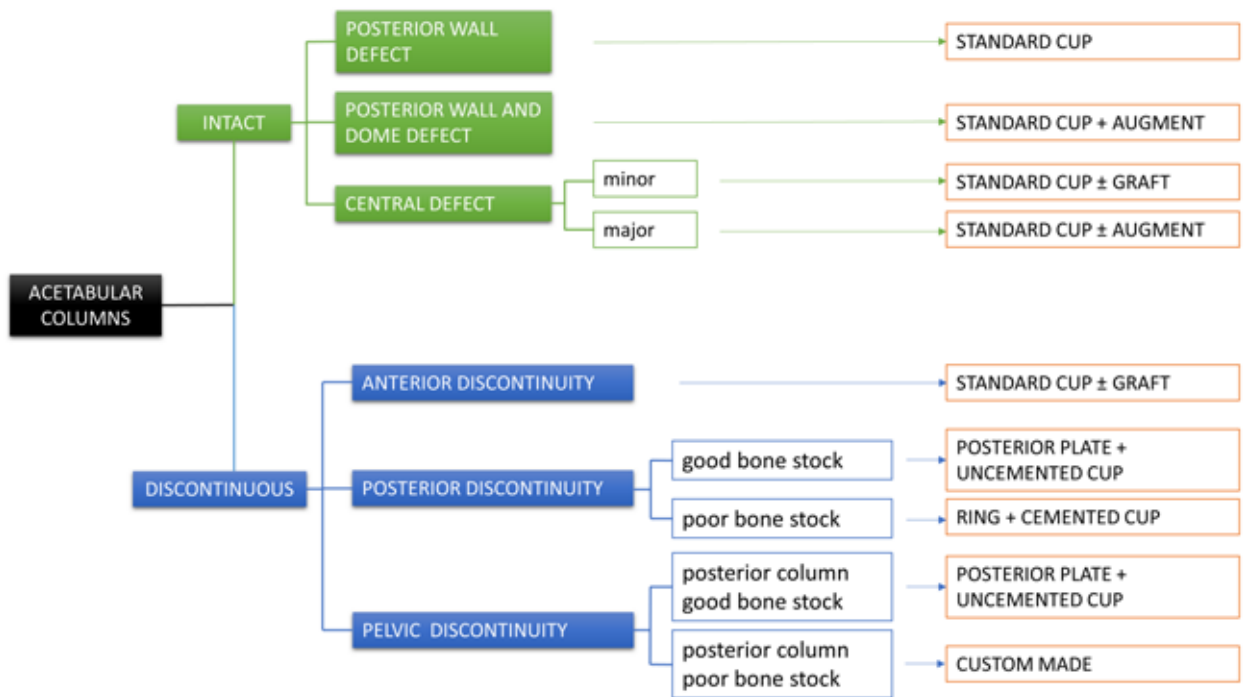 POSTERIOR WALL
DEFECT
STANDARD CUP
INTACT
POSTERIOR WALL AND
DOME DEFECT
STANDARD CUP + AUGMENT
CENTRAL DEFECT
minor
STANDARD CUP ± GRAFT
major
STANDARD CUP ± AUGMENT
ACETABULAR
COLUMNS
ANTERIOR DISCONTINUITY
STANDARD CUP ± GRAFT
DISCONTINUOUS
POSTERIOR DISCONTINUITY
good bone stock
POSTERIOR PLATE +
UNCEMENTED CUP
poor bone stock
RING + CEMENTED CUP
PELVIC DISCONTINUITY
posterior column
good bone stock
POSTERIOR PLATE +
UNCEMENTED CUP
posterior column
poor bone stock
CUSTOM MADE